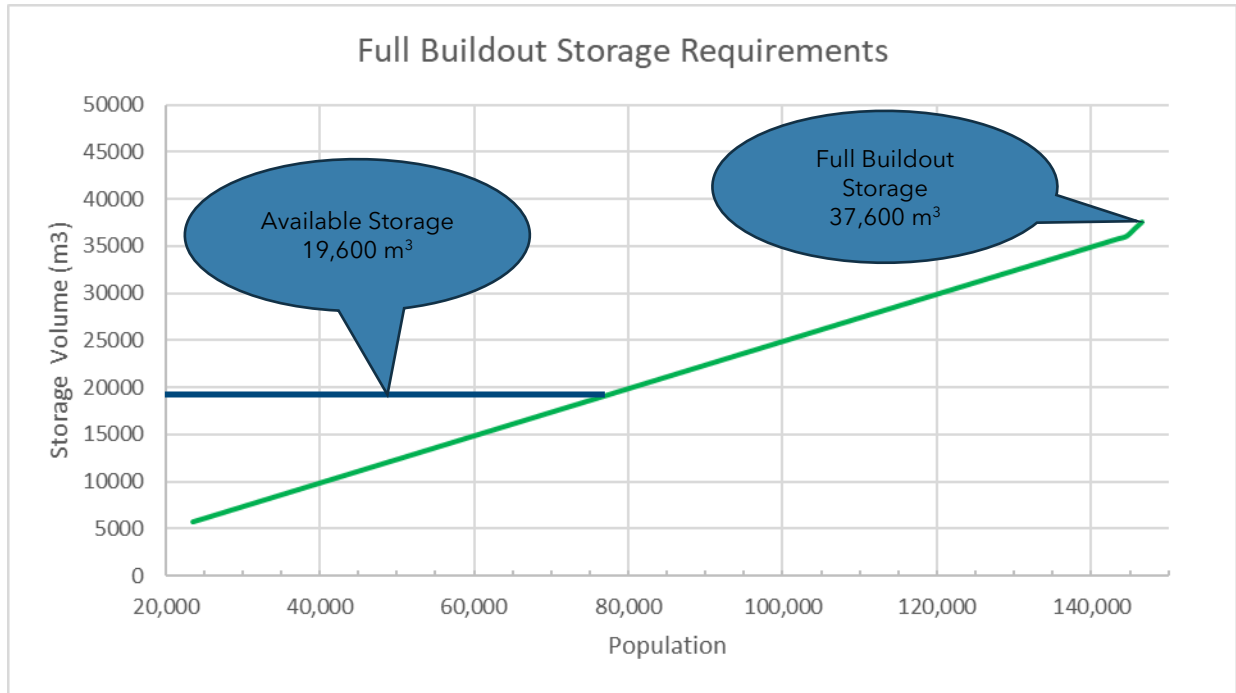 Full Buildout Storage Requirements
50000
45000
40000
35000
30000
25000
20000
15000
10000
5000
0
Storage Volume (m3)
Available Storage
19,600 m³
Full Buildout
Storage
37,600 m³
20,000
40,000
60,000
80,000
100,000
120,000
140,000
Population